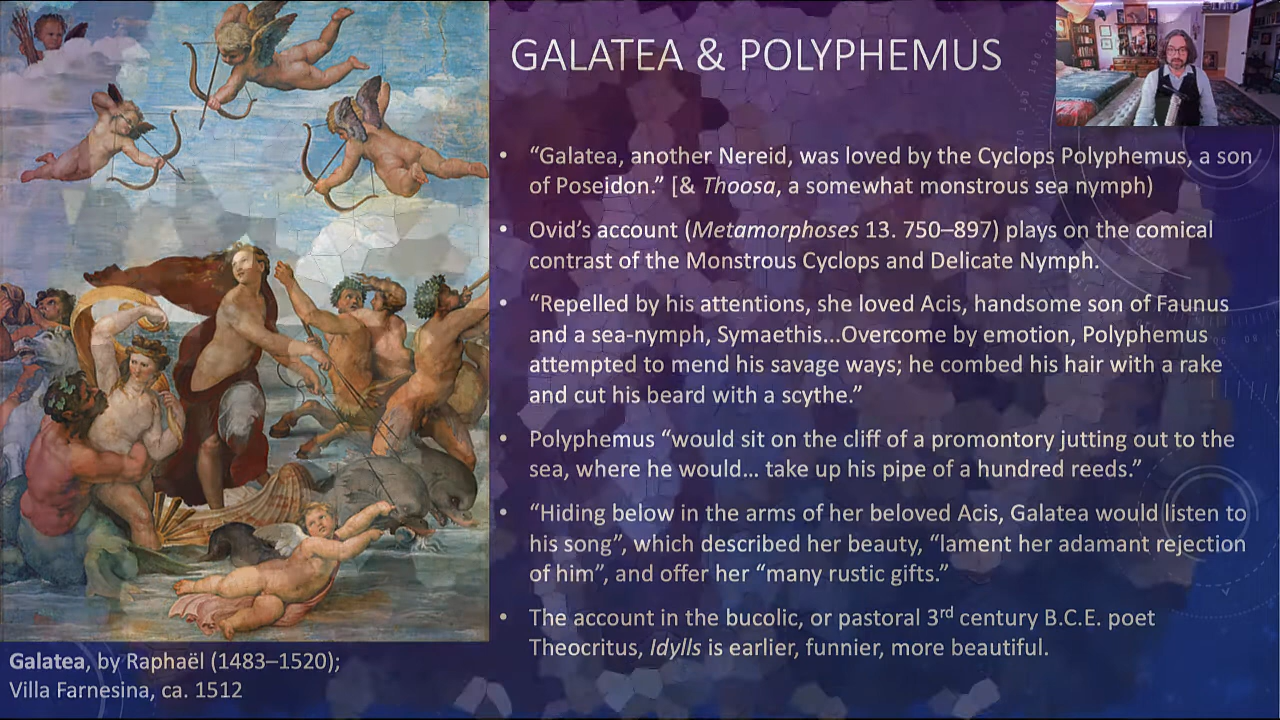 GALATEA & POLYPHEMUS
• “Galatea, another Nereid, was loved by the Cyclops Polyphemus, a son
of Poseidon.” [& Thoosa, a somewhat monstrous sea nymph)
• Ovid’s account (Metamorphoses 13. 750–897) plays on the comical
contrast of the Monstrous Cyclops and Delicate Nymph.
• “Repelled by his attentions, she loved Acis, handsome son of Faunus
and a sea-nymph, Symaethis...Overcome by emotion, Polyphemus
attempted to mend his savage ways; he combed his hair with a rake
and cut his beard with a scythe.”
• Polyphemus “would sit on the cliff of a promontory jutting out to the
sea, where he would… take up his pipe of a hundred reeds.”
• “Hiding below in the arms of her beloved Acis, Galatea would listen to
his song”, which described her beauty, “lament her adamant rejection
of him”, and offer her “many rustic gifts.”
• The account in the bucolic, or pastoral 3rd century B.C.E. poet
Theocritus, Idylls is earlier, funnier, more beautiful.
Galatea, by Raphaël (1483–1520);
Villa Farnesina, ca. 1512